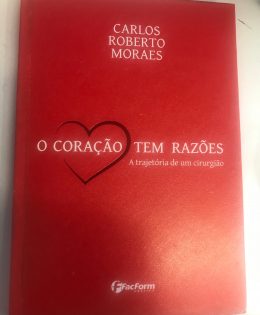 CARLOS
ROBERTO
MORAES
O CORAÇÃO TEM RAZÕES
A trajetória de um cirurgião
FacForm